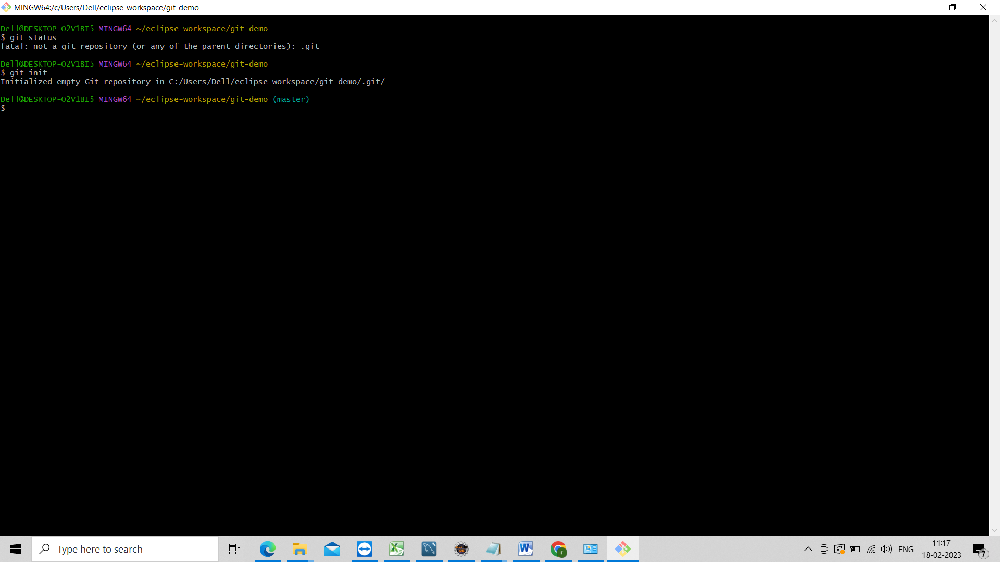 MINGW64:/c/Users/Dell/eclipse-workspace/git-demo
Dell@DESKTOP-O2V1BI5 MINGW64 ~/eclipse-workspace/git-demo
$ git status
fatal: not a git repository (or any of the parent directories): .git
Dell@DESKTOP-O2V1BI5 MINGW64 ~/eclipse-workspace/git-demo
$ git init
Initialized empty Git repository in C:/Users/Dell/eclipse-workspace/git-demo/.git/
Dell@DESKTOP-O2V1BI5 MINGW64 ~/eclipse-workspace/git-demo (master)
$
Type here to search
ENG
11:17
18-02-2023
7